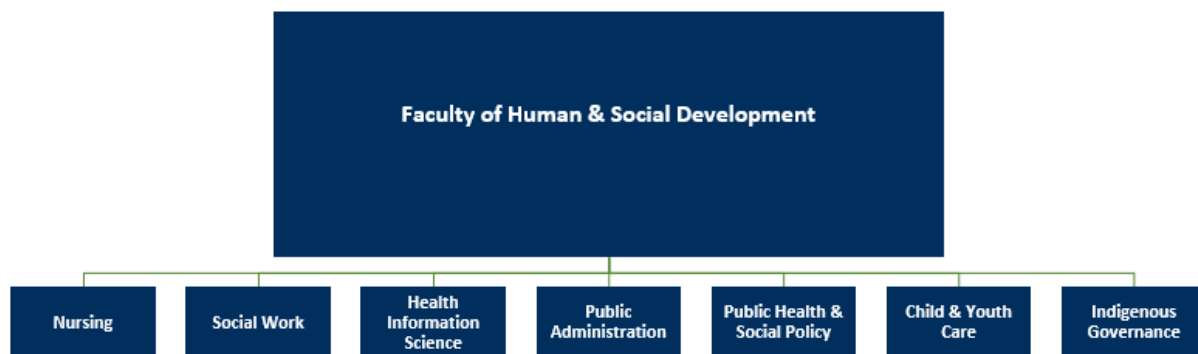 Faculty of Human & Social Development
Nursing
Social Work
Health
Information
Science
Public
Administration
Public Health &
Social Policy
Child & Youth
Care
Indigenous
Governance